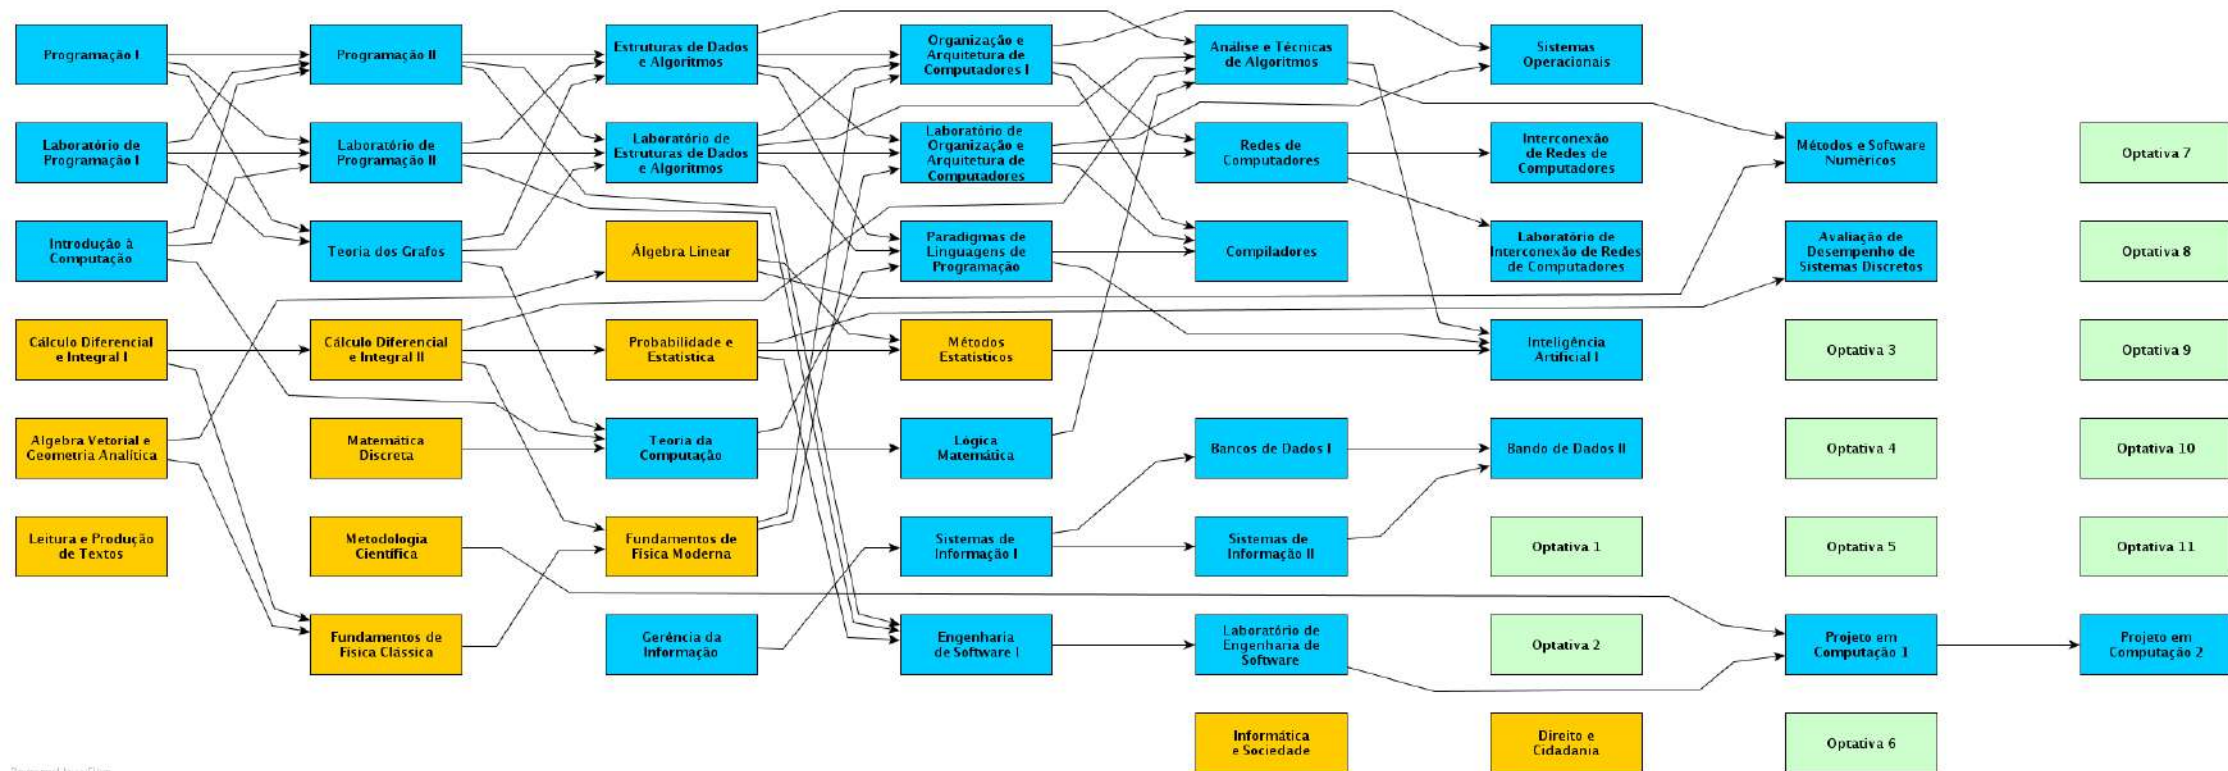 Programação I
Programação II
Estruturas de Dados
e Algoritmos
Organização e
Arquitetura de
Computadores I
Análise e Técnicas
de Algoritmos
Sistemas
Operacionais
Laboratório de
Programação I
Laboratório de
Programação II
Laboratório de
Estruturas de Dados
e Algoritmos
Laboratório de
Organização e
Arquitetura de
Computadores
Redes de
Computadores
Interconexão
de Redes de
Computadores
Métodos e Software
Numéricos
Optativa 7
Introdução à
Computação
Teoria dos Grafos
Álgebra Linear
Paradigmas de
Linguagens de
Programação
Compiladores
Laboratório de
Interconexão de Redes
de Computadores
Avaliação de
Desempenho de
Sistemas Discretos
Optativa 8
Cálculo Diferencial
e Integral I
Cálculo Diferencial
e Integral II
Probabilidade e
Estatística
Métodos
Estatísticos
Inteligência
Artificial I
Optativa 3
Optativa 9
Algebra Vetorial e
Geometria Analítica
Matemática
Discreta
Teoria da
Computação
Lógica
Matemática
Bancos de Dados I
Bando de Dados II
Optativa 4
Optativa 10
Leitura e Produção
de Textos
Metodologia
Científica
Fundamentos de
Física Moderna
Sistemas de
Informação I
Sistemas de
Informação II
Optativa 1
Optativa 5
Optativa 11
Fundamentos de
Física Clássica
Gerência da
Informação
Engenharia
de Software I
Laboratório de
Engenharia de
Software
Optativa 2
Projeto em
Computação 1
Projeto em
Computação 2
Informática
e Sociedade
Direito e
Cidadania
Optativa 6